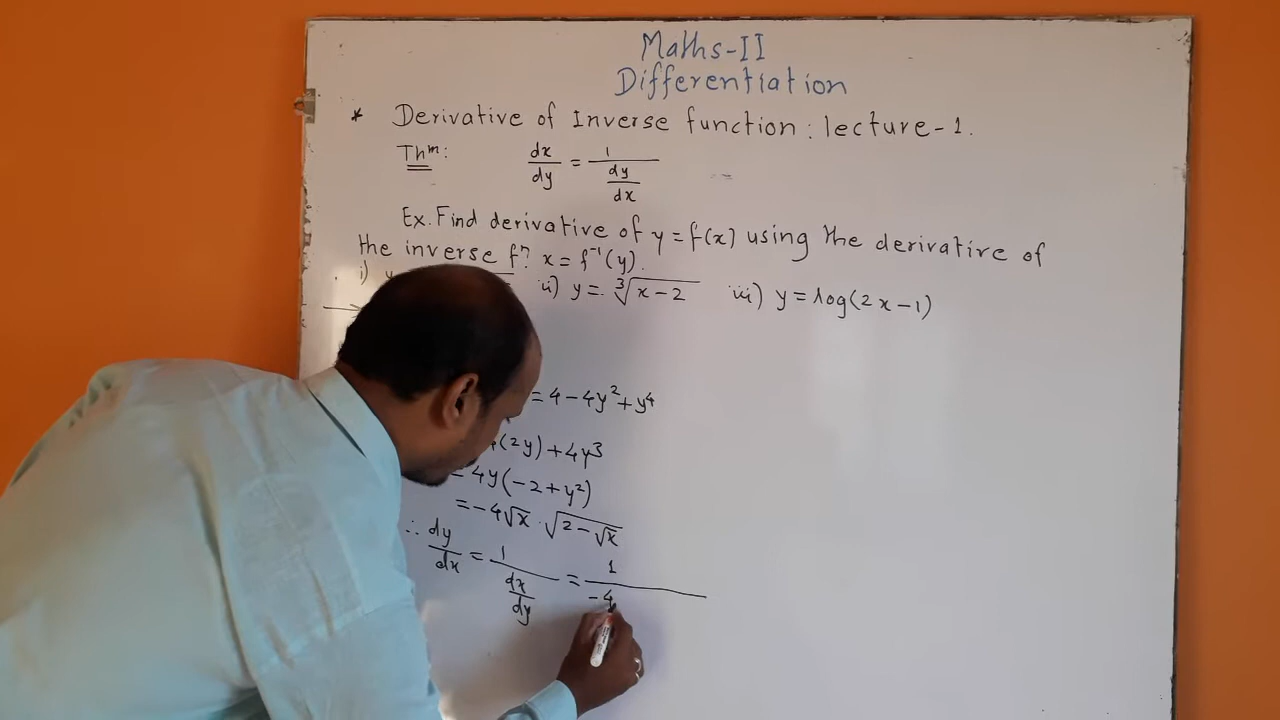 Maths-II
Differentiation
* Derivative of Inverse function : lecture-1.
Thm: dx/dy = 1/(dy/dx)
Ex. Find derivative of y = f(x) using the derivative of
the inverse fn. x = f⁻¹(y).
i) y ii) y = ∛(x-2) iii) y = log(2x-1)
= 4 - 4y² + y⁴
(2y) + 4y³
= 4y(-2 + y²)
= -4√x · √(2-√x)
∴ dy/dx = 1/(dx/dy) = 1/(-4